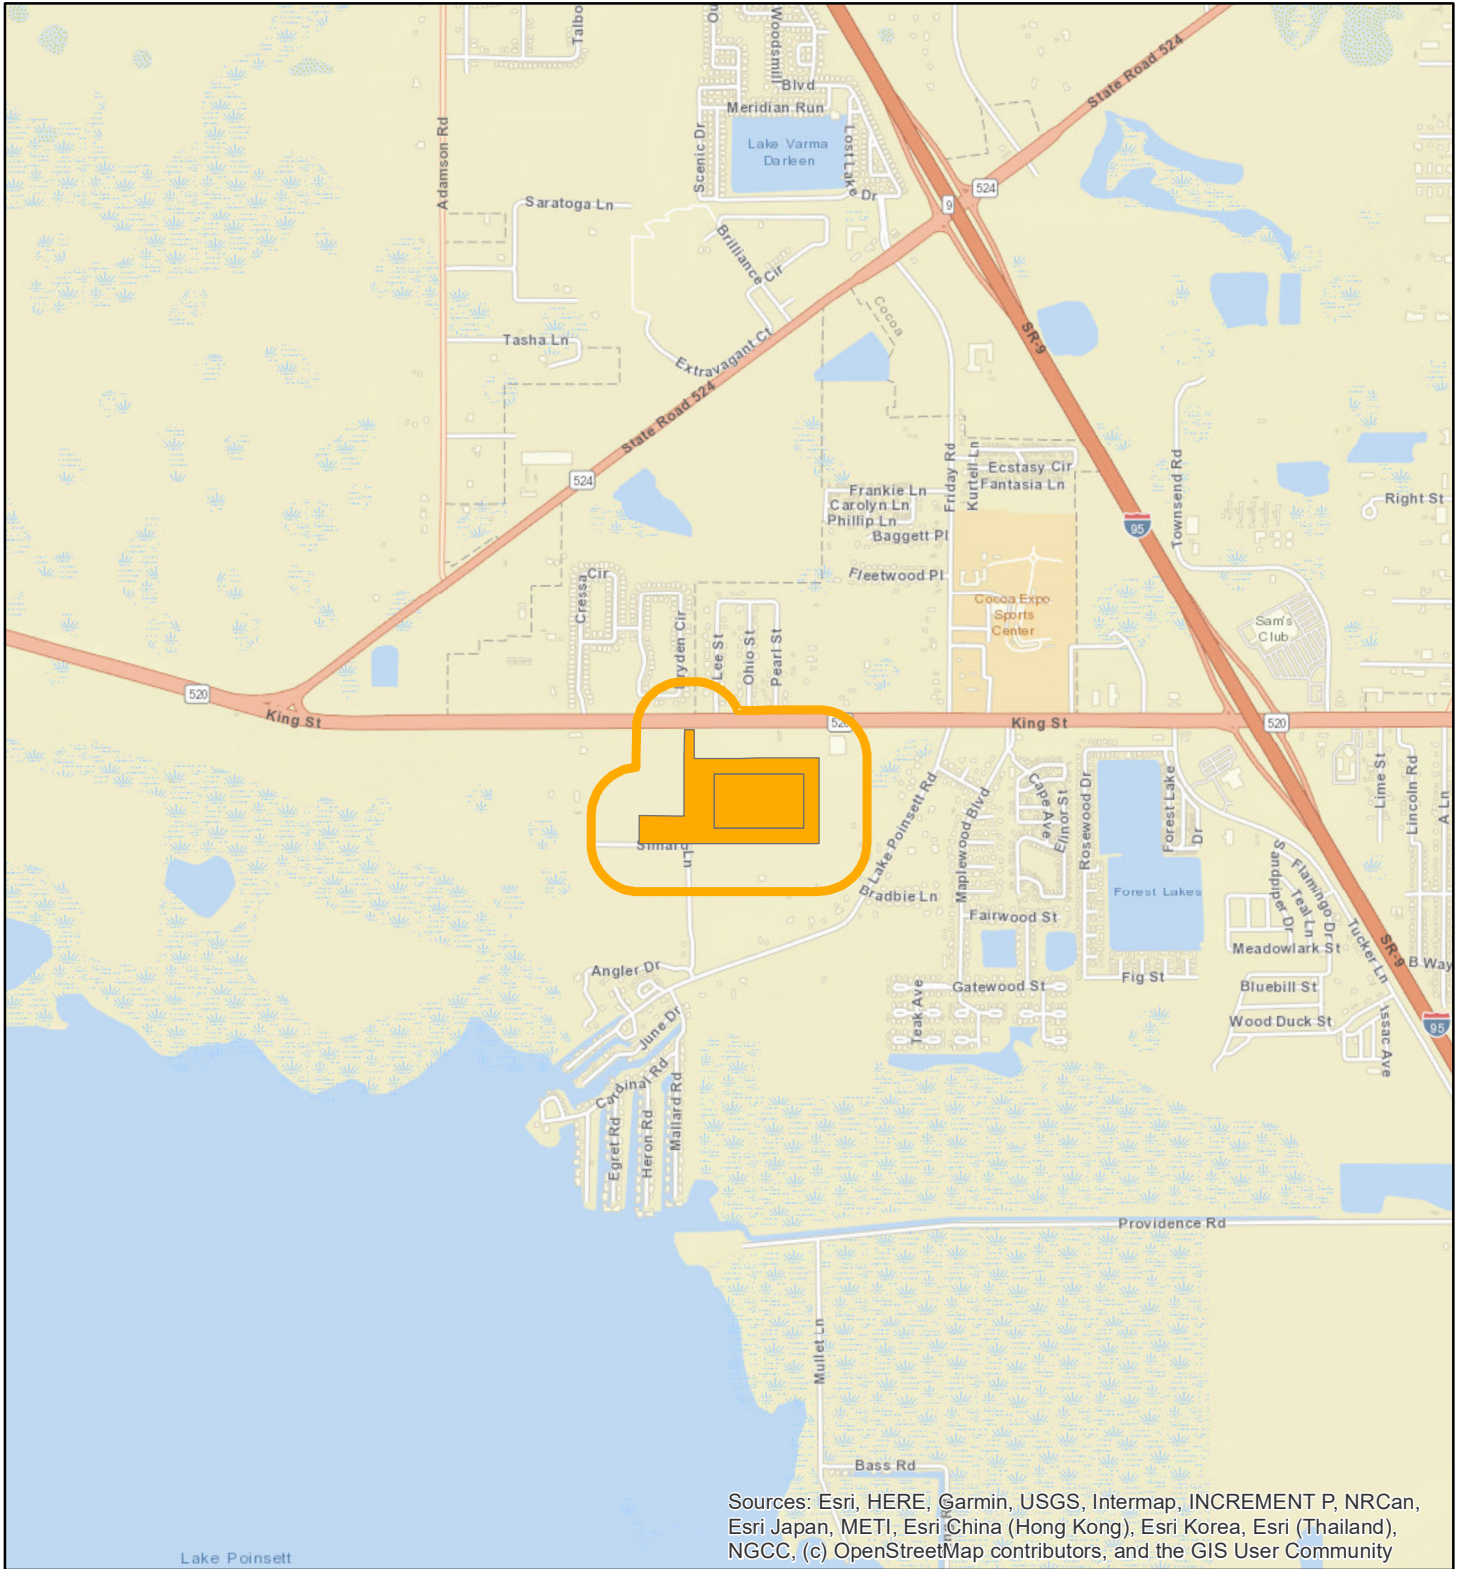 Talbo
Ou
Woodsmill
Blvd
Meridian Run
State Road 524
Adamson Rd
Scenic Dr
Lake Varma
Darleen
Lost Lake Dr
524
9
Saratoga Ln
Brilliance Cir
Cocoa
SR-9
Tasha Ln
Extravagant Ct
State Road 524
524
Friday Rd
Kurtell Ln
Ecstasy Cir
Fantasia Ln
Townsend Rd
Frankie Ln
Carolyn Ln
Phillip Ln
Baggett Pl
Right St
95
Fleetwood Pl
Cressa Cir
Cocoa Expo
Sports
Center
Sam's
Club
ryden Cir
Lee St
Ohio St
Pearl St
520
King St
520
King St
520
Lake Poinsett Rd
Maplewood Blvd
Cape Ave
Elinor St
Rosewood Dr
Forest Lake
Dr
Lime St
Lincoln Rd
A Ln
Simard
Ln
Bradbie Ln
Forest Lakes
Fairwood St
Sandpiper Dr
Flamingo Dr
Teal Ln
Tucker Ln
Meadowlark St
SR-9
B Way
Angler Dr
Fig St
Gatewood St
Bluebill St
Teak Ave
June Dr
Wood Duck St
Issac Ave
95
Cardinal Rd
Egret Rd
Heron Rd
Mallard Rd
Providence Rd
Mullet Ln
Bass Rd
Sources: Esri, HERE, Garmin, USGS, Intermap, INCREMENT P, NRCan,
Esri Japan, METI, Esri China (Hong Kong), Esri Korea, Esri (Thailand),
NGCC, (c) OpenStreetMap contributors, and the GIS User Community
Lake Poinsett